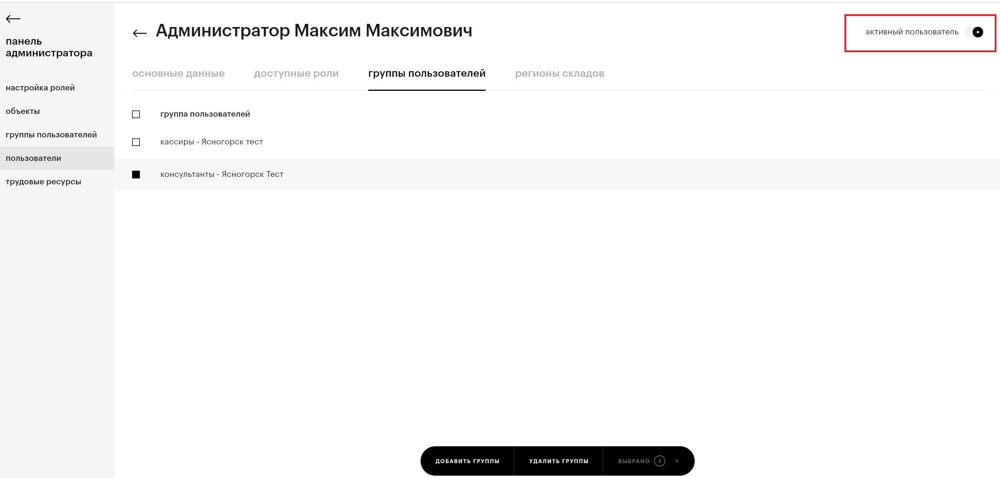 панель
администратора
настройка ролей
объекты
группы пользователей
пользователи
трудовые ресурсы
Администратор Максим Максимович
активный пользователь
основные данные доступные роли группы пользователей регионы складов
группа пользователей
кассиры - Ясногорск тест
консультанты - Ясногорск Тест
ДОБАВИТЬ ГРУППЫ УДАЛИТЬ ГРУППЫ ВЫБРАНО 1 ×